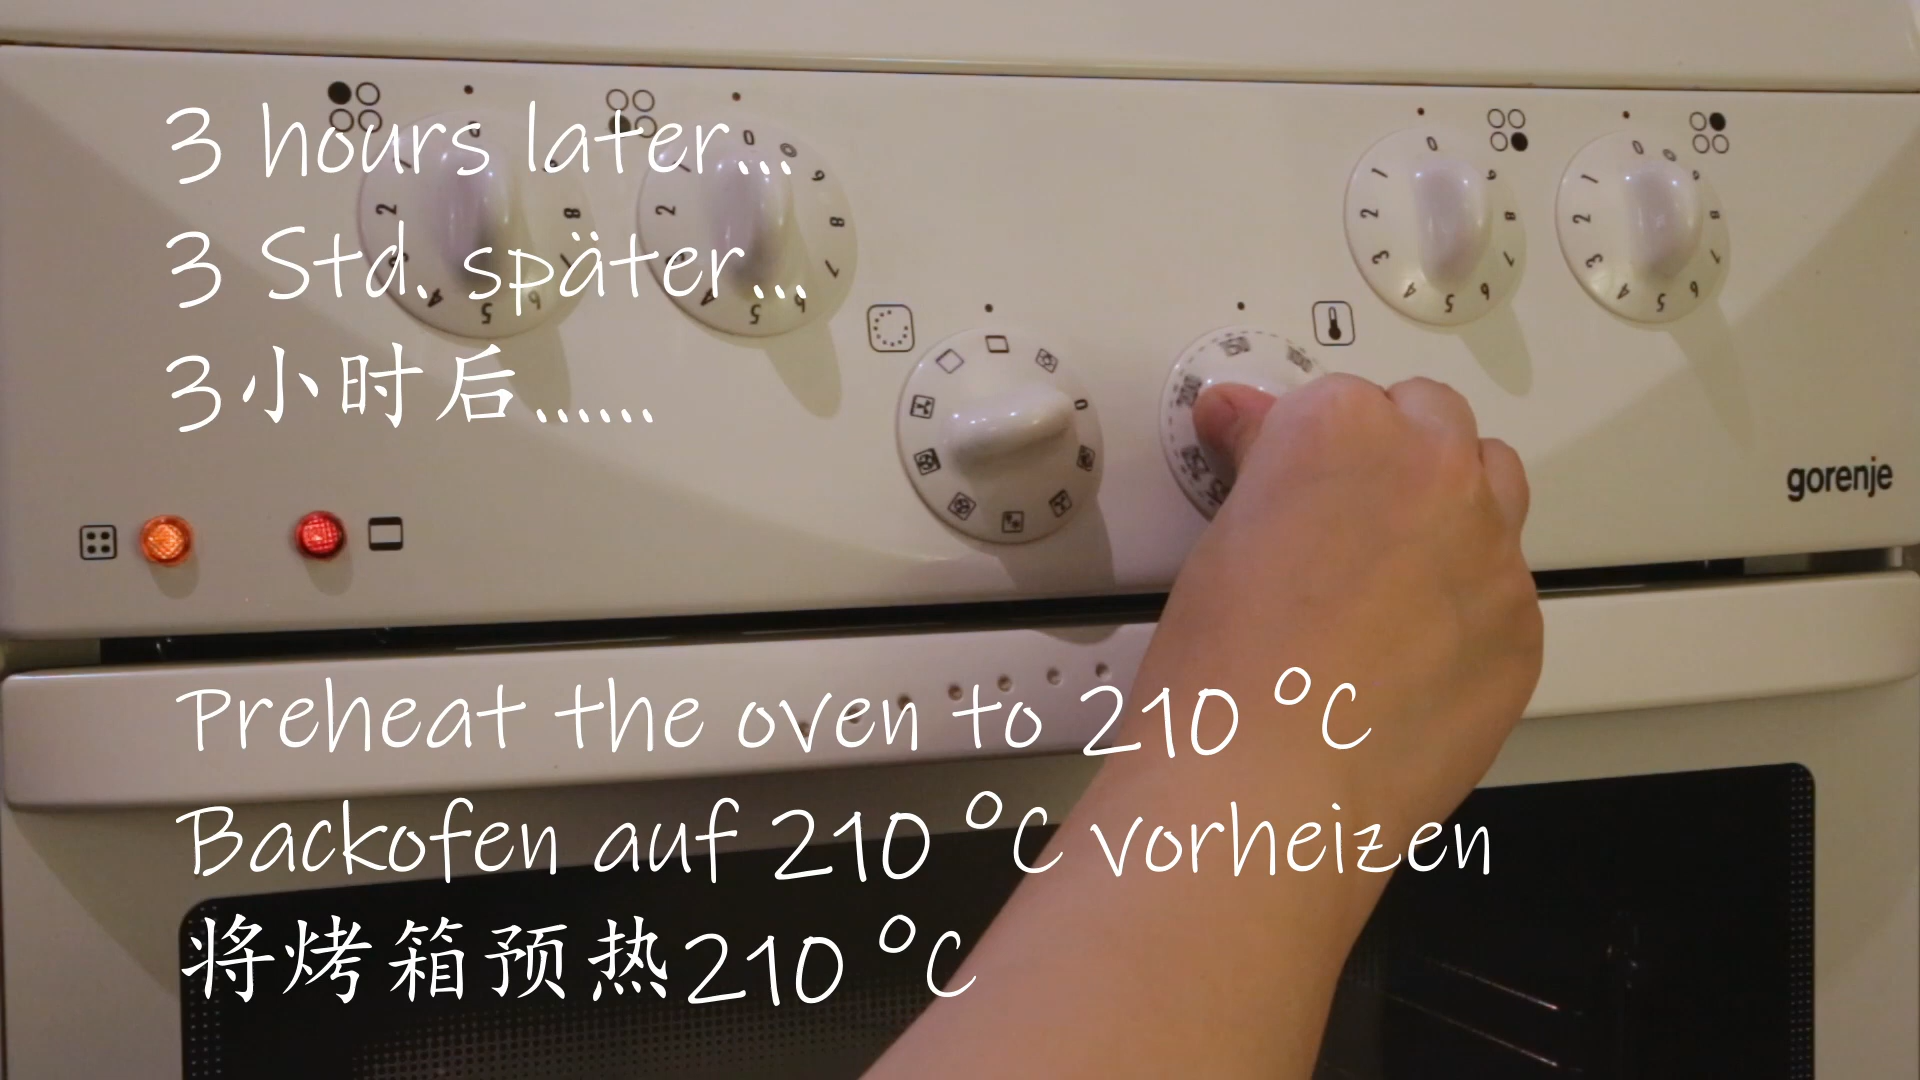 3 hours later...
3 Std. später...
3小时后......
gorenje
Preheat the oven to 210 °C
Backofen auf 210 °C vorheizen
将烤箱预热210 °C